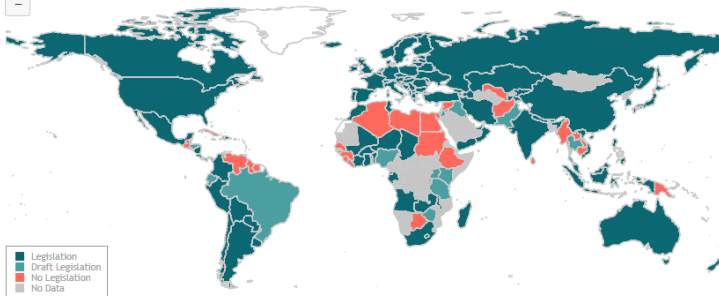 −
Legislation
Draft Legislation
No Legislation
No Data